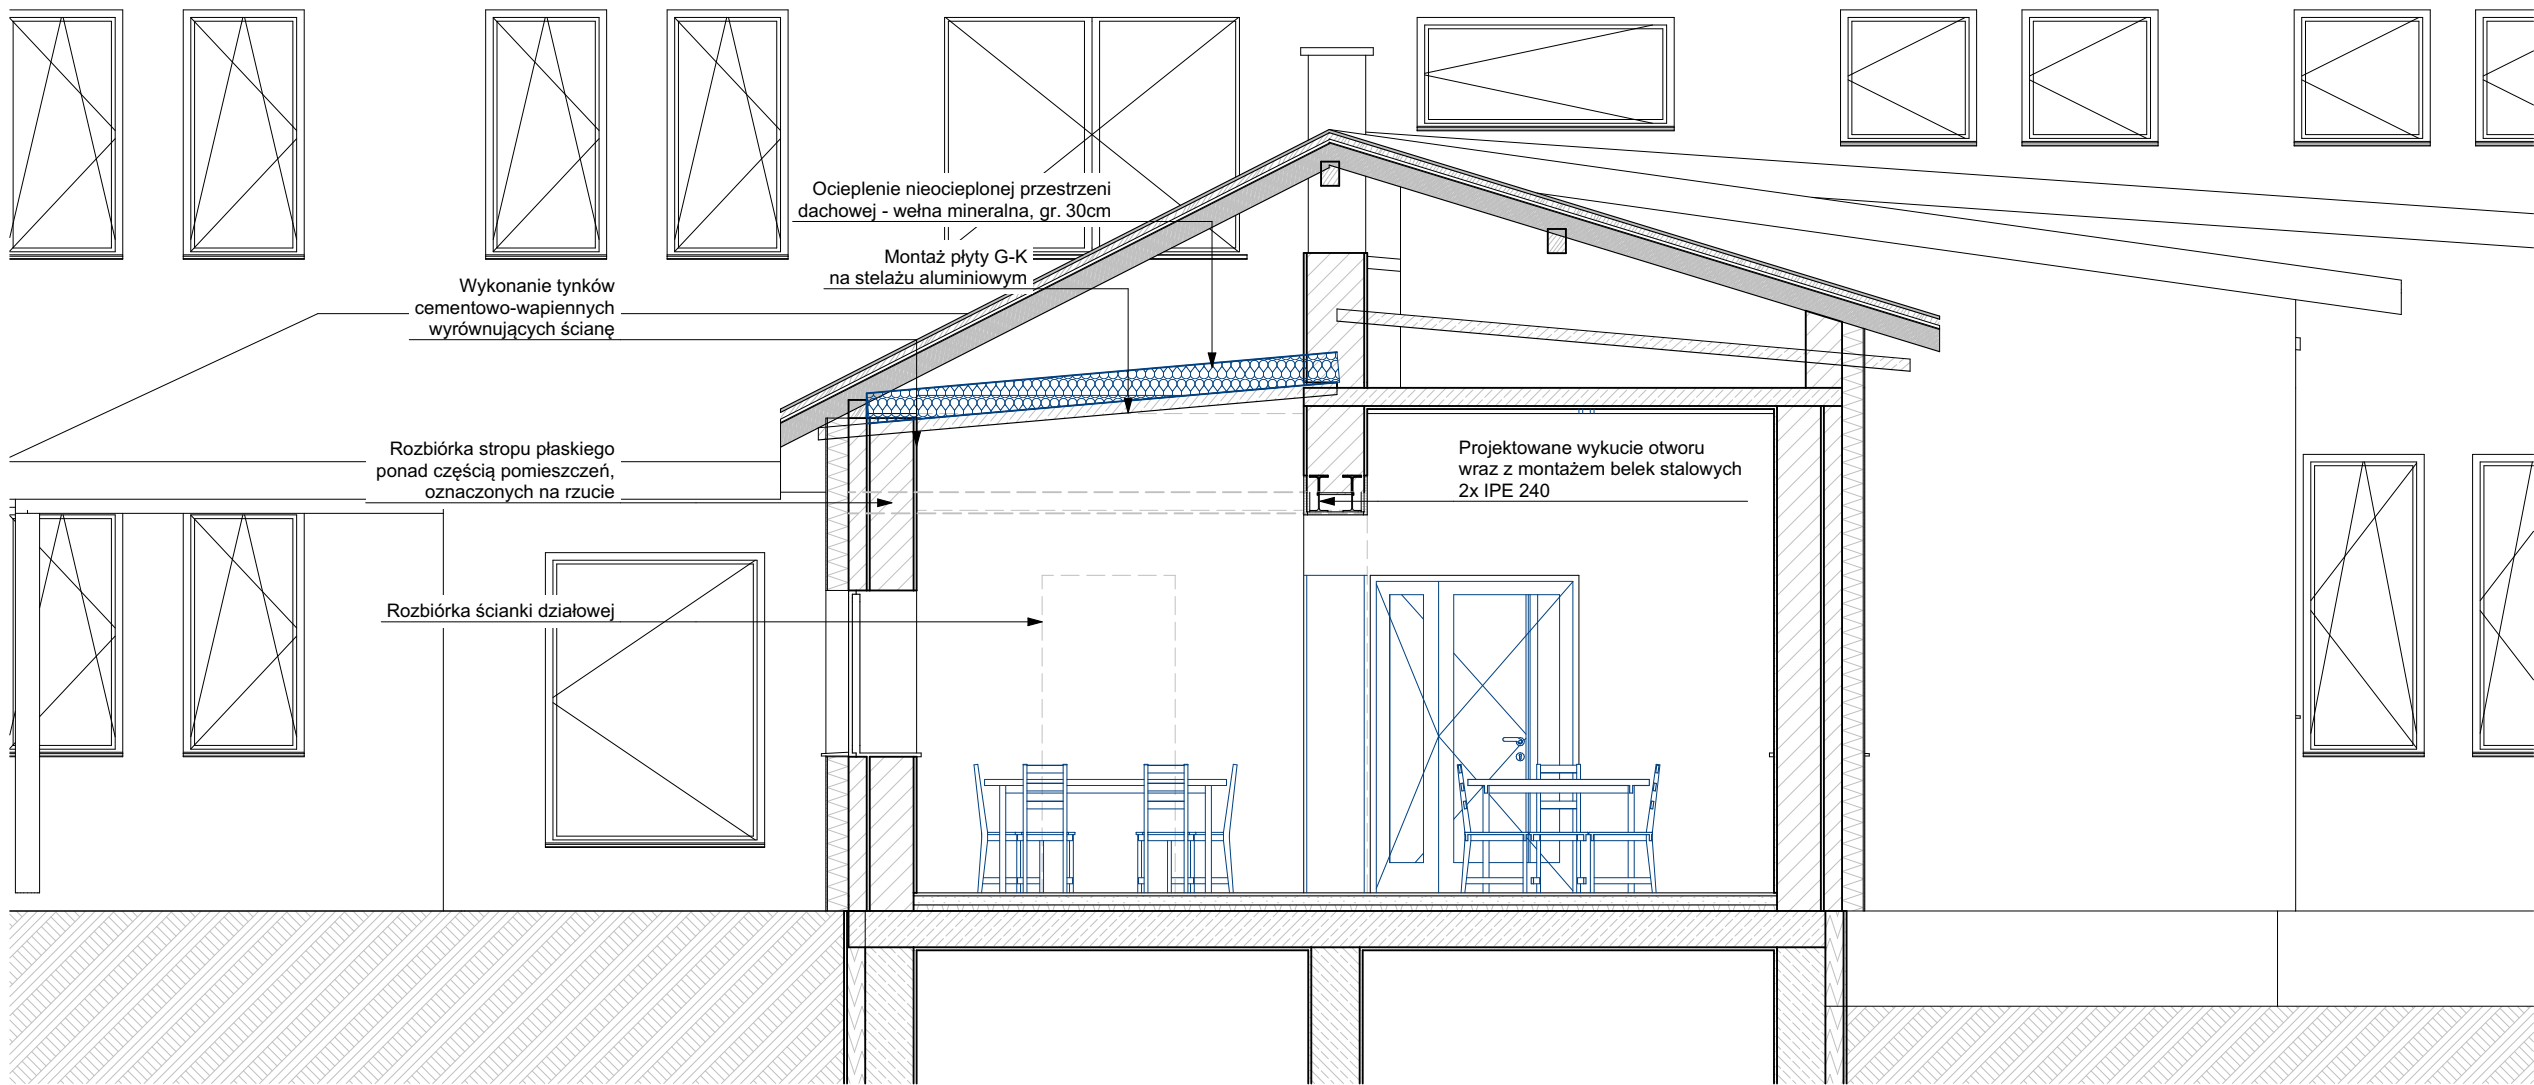 Ocieplenie nieocieplonej przestrzeni
dachowej - wełna mineralna, gr. 30cm
Montaż płyty G-K
na stelażu aluminiowym
Wykonanie tynków
cementowo-wapiennych
wyrównujących ścianę
Rozbiórka stropu płaskiego
ponad częścią pomieszczeń,
oznaczonych na rzucie
Projektowane wykucie otworu
wraz z montażem belek stalowych
2x IPE 240
Rozbiórka ścianki działowej